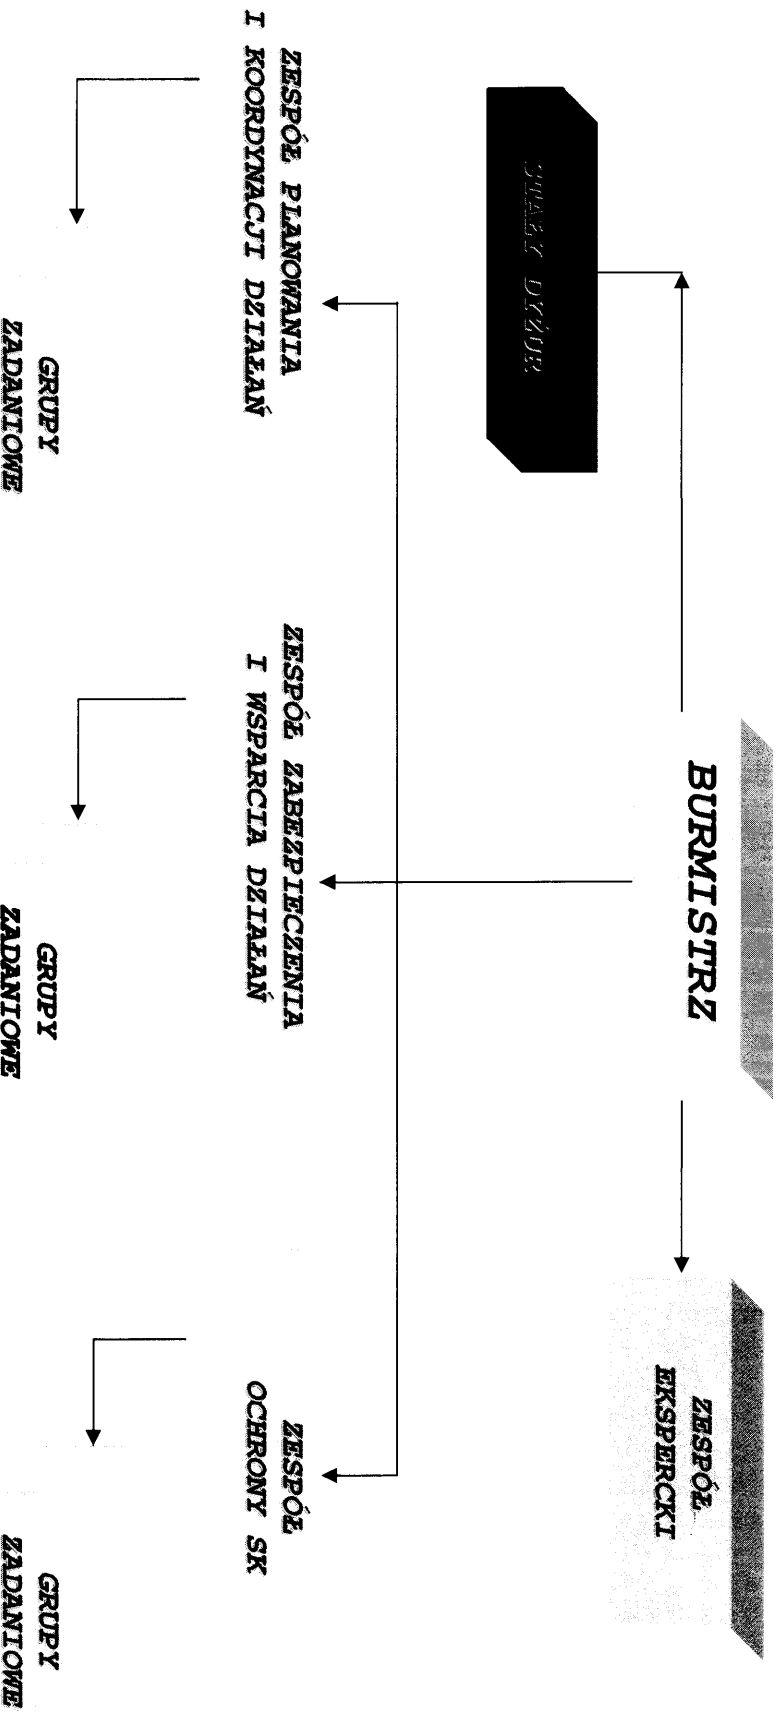 BURMISTRZ
ZESPÓŁ
EKSPERCKI
STAŁY DYŻUR
ZESPÓŁ PLANOWANIA
I KOORDYNACJI DZIAŁAŃ
ZESPÓŁ ZABEZPIECZENIA
I WSPARCIA DZIAŁAŃ
ZESPÓŁ
OCHRONY SK
GRUPY
ZADANIOWE
GRUPY
ZADANIOWE
GRUPY
ZADANIOWE